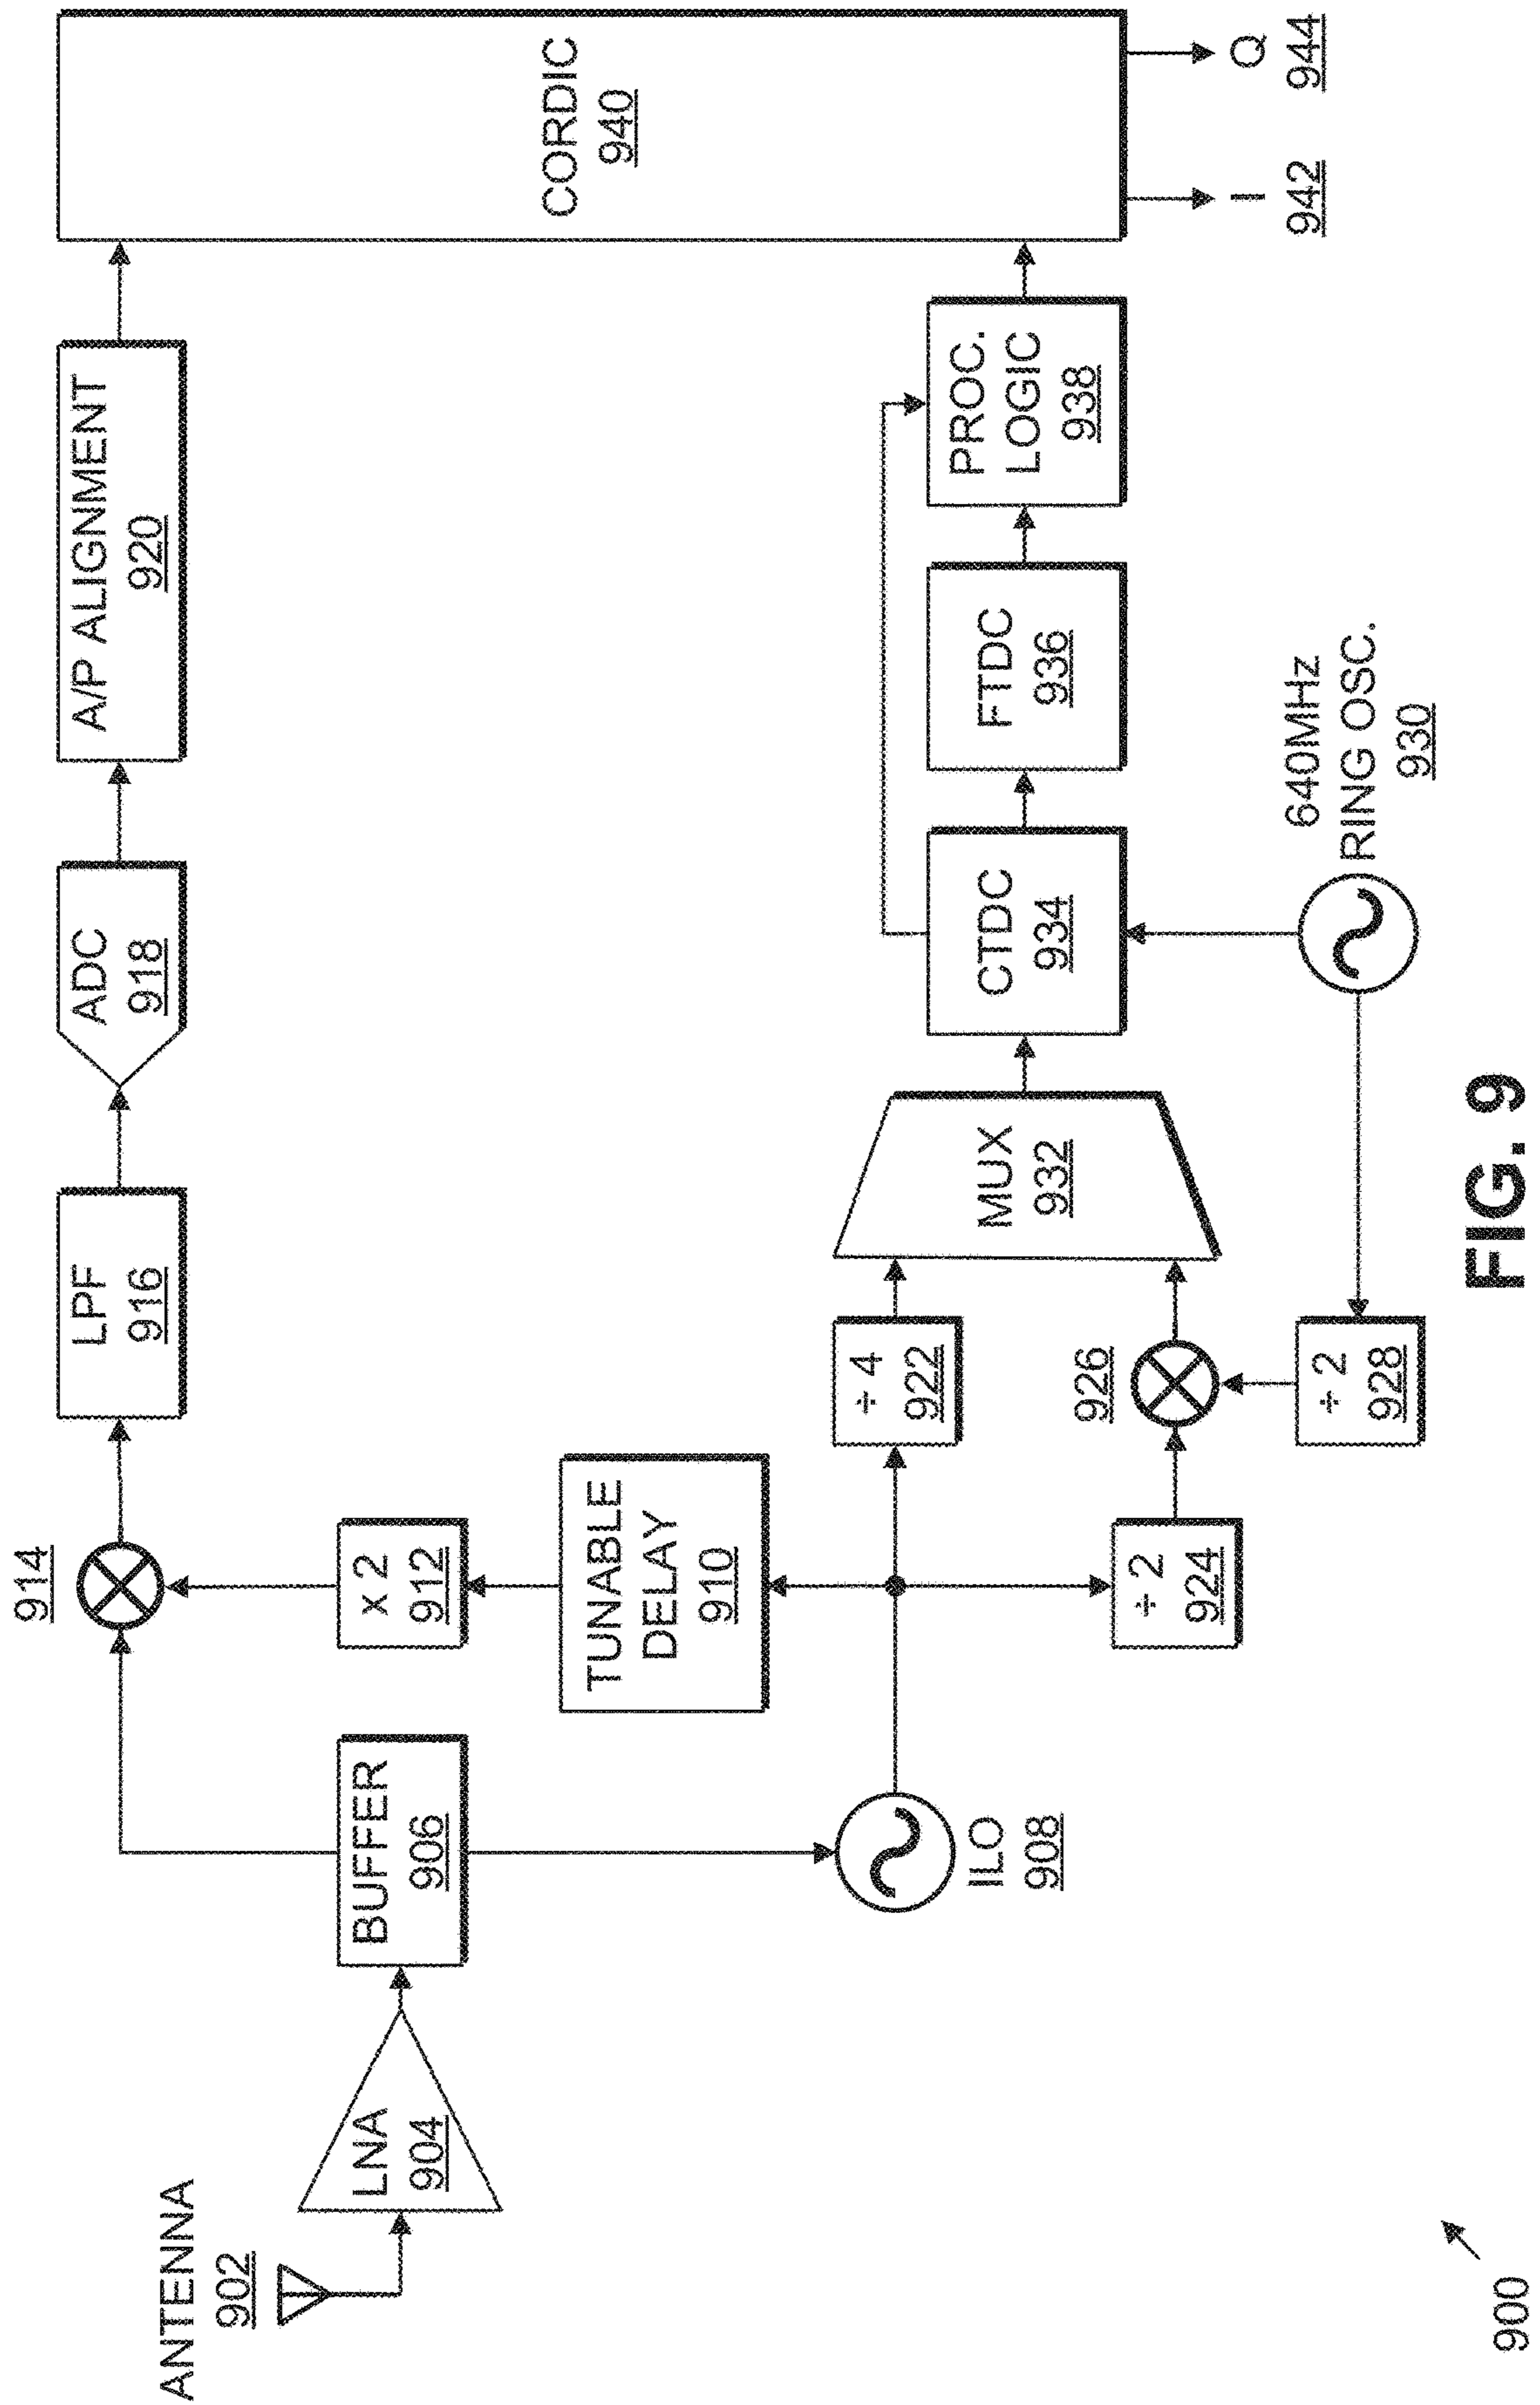 ANTENNA
902
LNA
904
BUFFER
906
914
LPF
916
ADC
918
A/P ALIGNMENT
920
CORDIC
940
x 2
912
TUNABLE
DELAY
910
ILO
908
÷ 4
922
÷ 2
924
926
÷ 2
928
MUX
932
CTDC
934
FTDC
936
PROC.
LOGIC
938
640MHz
RING OSC.
930
I
942
Q
944
900
FIG. 9